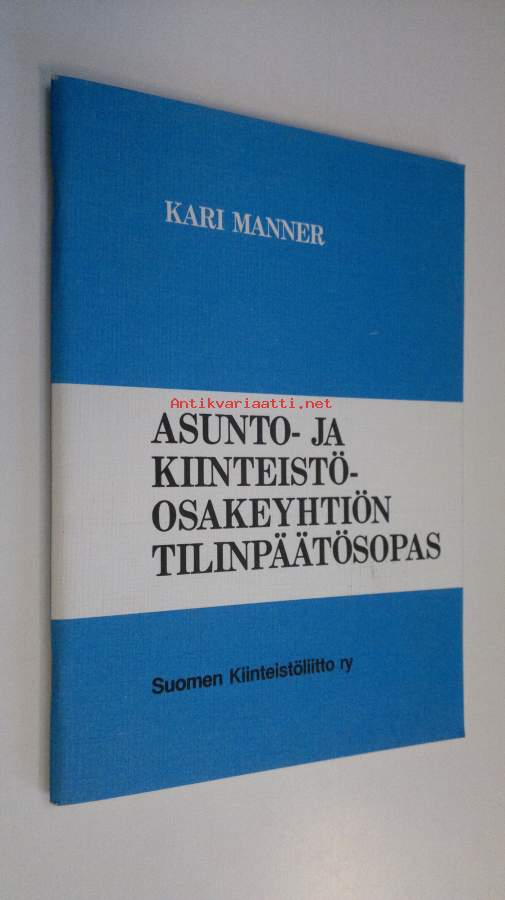 KARI MANNER
Antikvariaatti.net
ASUNTO- JA
KIINTEISTÖ-
OSAKEYHTIÖN
TILINPÄÄTÖSOPAS
Suomen Kiinteistöliitto ry